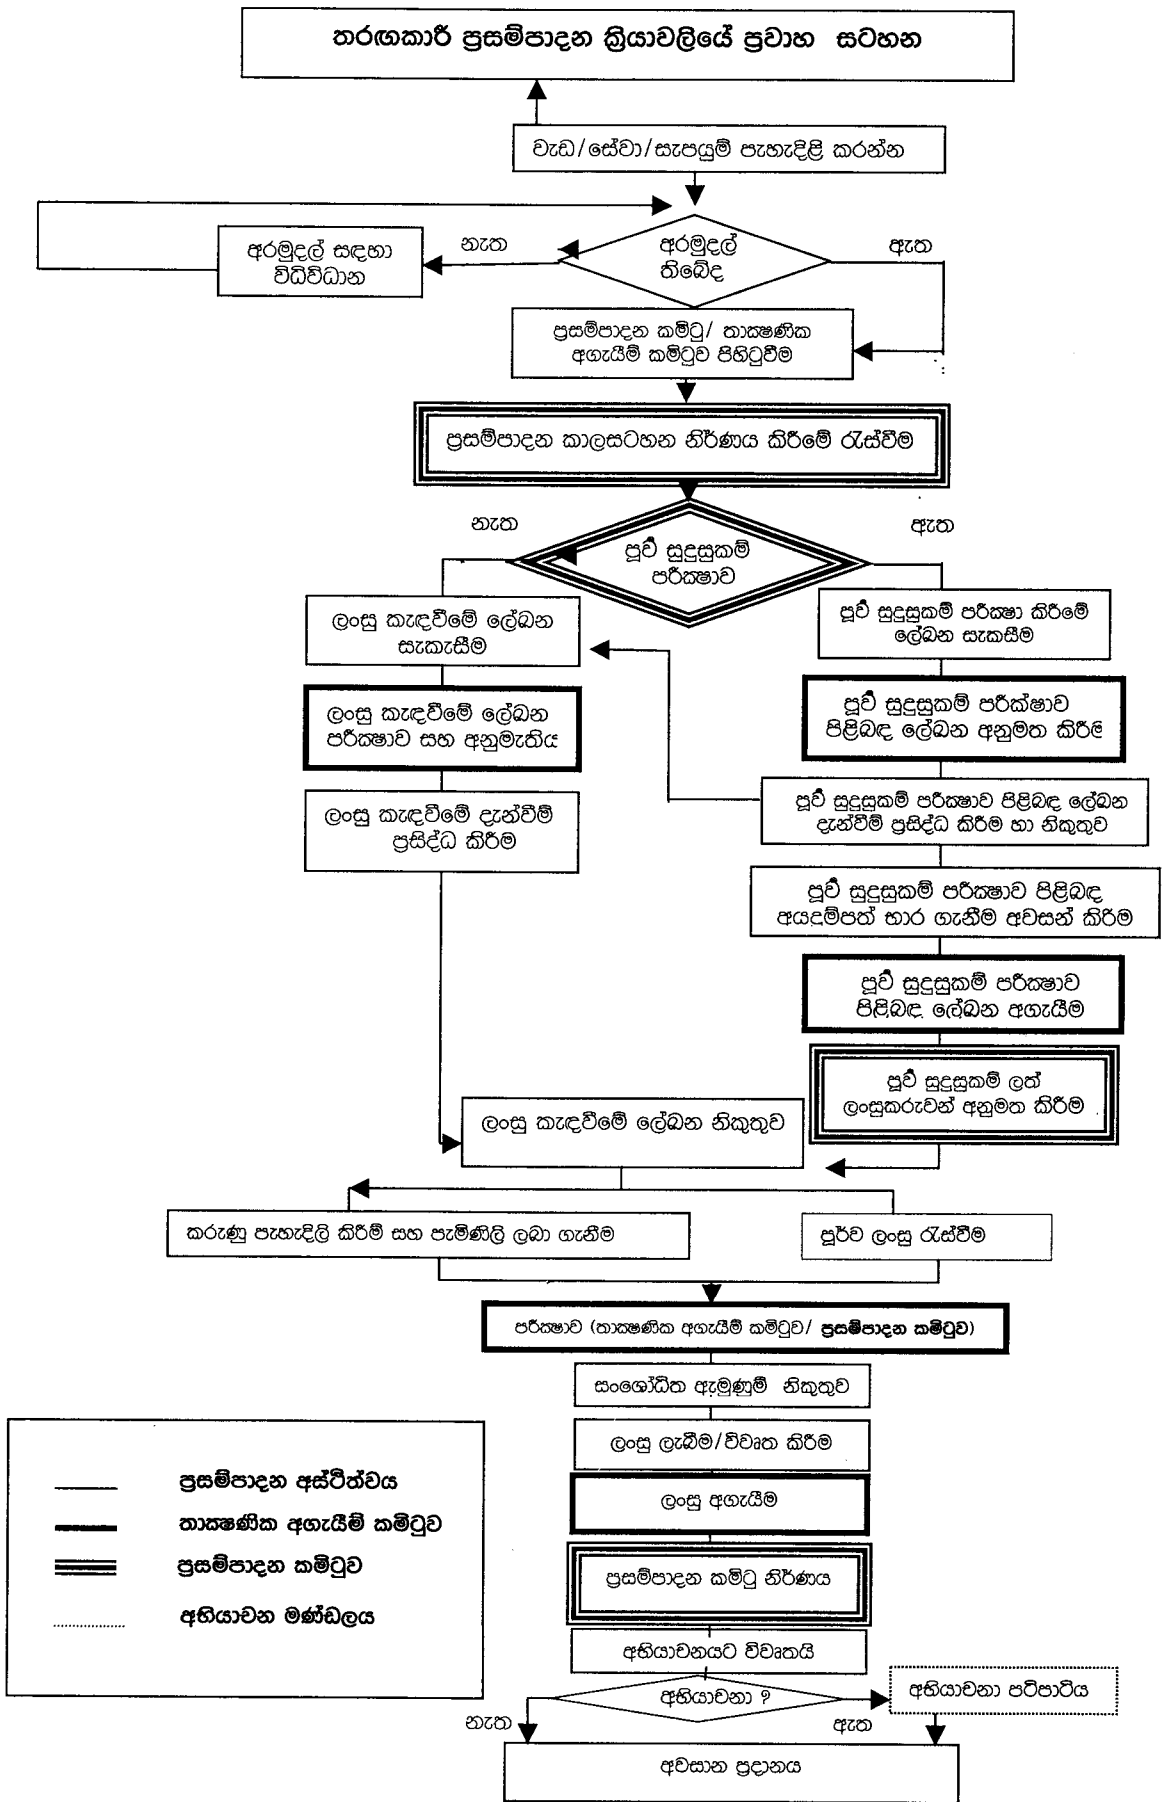 තරඟකාරී ප්‍රසම්පාදන ක්‍රියාවලියේ ප්‍රවාහ සටහන
වැඩ/සේවා/සැපයුම් පැහැදිළි කරන්න
අරමුදල් සඳහා
විධිවිධාන
නැත
අරමුදල්
තිබේද
ඇත
ප්‍රසම්පාදන කමිටු/ තාක්‍ෂණික
අගැයීම් කමිටුව පිහිටුවීම
ප්‍රසම්පාදන කාලසටහන නිර්ණය කිරීමේ රැස්වීම
නැත
පූර්‍ව සුදුසුකම්
පරීක්‍ෂාව
ඇත
ලංසු කැඳවීමේ ලේඛන
සැකැසීම
පූර්‍ව සුදුසුකම් පරීක්‍ෂා කිරීමේ
ලේඛන සැකසීම
ලංසු කැඳවීමේ ලේඛන
පරීක්‍ෂාව සහ අනුමැතිය
පූර්‍ව සුදුසුකම් පරීක්ෂාව
පිළිබඳ ලේඛන අනුමත කිරීම
ලංසු කැඳවීමේ දැන්වීම්
ප්‍රසිද්ධ කිරීම
පූර්‍ව සුදුසුකම් පරීක්‍ෂාව පිළිබඳ ලේඛන
දැන්වීම් ප්‍රසිද්ධ කිරීම හා නිකුතුව
පූර්‍ව සුදුසුකම් පරීක්‍ෂාව පිළිබඳ
අයදුම්පත් භාර ගැනීම අවසන් කිරිම
පූර්‍ව සුදුසුකම් පරීක්‍ෂාව
පිළිබඳ ලේඛන අගැයීම
පූර්‍ව සුදුසුකම් ලත්
ලංසුකරුවන් අනුමත කිරීම
ලංසු කැඳවීමේ ලේඛන නිකුතුව
කරුණු පැහැදිලි කිරීම් සහ පැමිණිලි ලබා ගැනීම
පූර්ව ලංසු රැස්වීම
පරීක්‍ෂාව (තාක්‍ෂණික අගැයීම් කමිටුව/ ප්‍රසම්පාදන කමිටුව)
සංශෝධිත ඇමුණුම් නිකුතුව
ලංසු ලැබීම/විවෘත කිරීම
ලංසු අගැයීම
ප්‍රසම්පාදන කමිටු නිර්ණය
අභියාචනයට විවෘතයි
අභියාචනා ?
අභියාචනා පටිපාටිය
නැත
ඇත
අවසාන ප්‍රදානය
ප්‍රසම්පාදන අස්ථිත්වය
තාක්‍ෂණික අගැයීම් කමිටුව
ප්‍රසම්පාදන කමිටුව
අභියාචන මණ්ඩලය